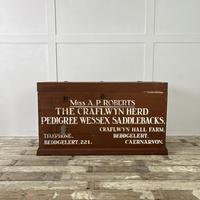 Miss A.P. ROBERTS
THE CRAFLWYN HERD
PEDIGREE WESSEX SADDLEBACKS.
CRAFLWYN HALL FARM,
TELEPHONE. BEDDGELERT,
BEDDGELERT, 221. CAERNARVON.